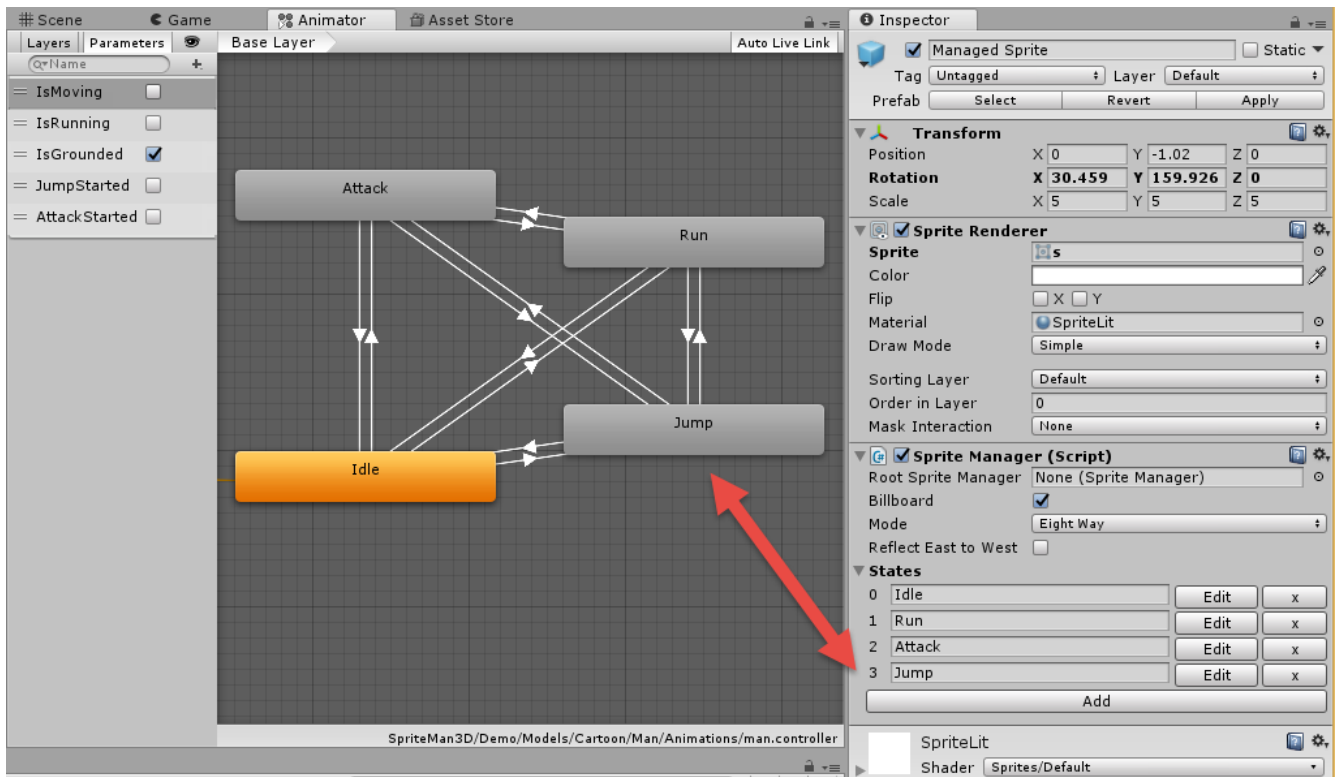 Scene Game Animator Asset Store
Layers Parameters Base Layer Auto Live Link
Name
IsMoving
IsRunning
IsGrounded
JumpStarted
AttackStarted
Attack
Run
Jump
Idle
SpriteMan3D/Demo/Models/Cartoon/Man/Animations/man.controller
Inspector
Managed Sprite Static
Tag Untagged Layer Default
Prefab Select Revert Apply
Transform
Position X 0 Y -1.02 Z 0
Rotation X 30.459 Y 159.926 Z 0
Scale X 5 Y 5 Z 5
Sprite Renderer
Sprite s
Color
Flip X Y
Material SpriteLit
Draw Mode Simple
Sorting Layer Default
Order in Layer 0
Mask Interaction None
C# Sprite Manager (Script)
Root Sprite Manager None (Sprite Manager)
Billboard
Mode Eight Way
Reflect East to West
States
0 Idle Edit x
1 Run Edit x
2 Attack Edit x
3 Jump Edit x
Add
SpriteLit
Shader Sprites/Default